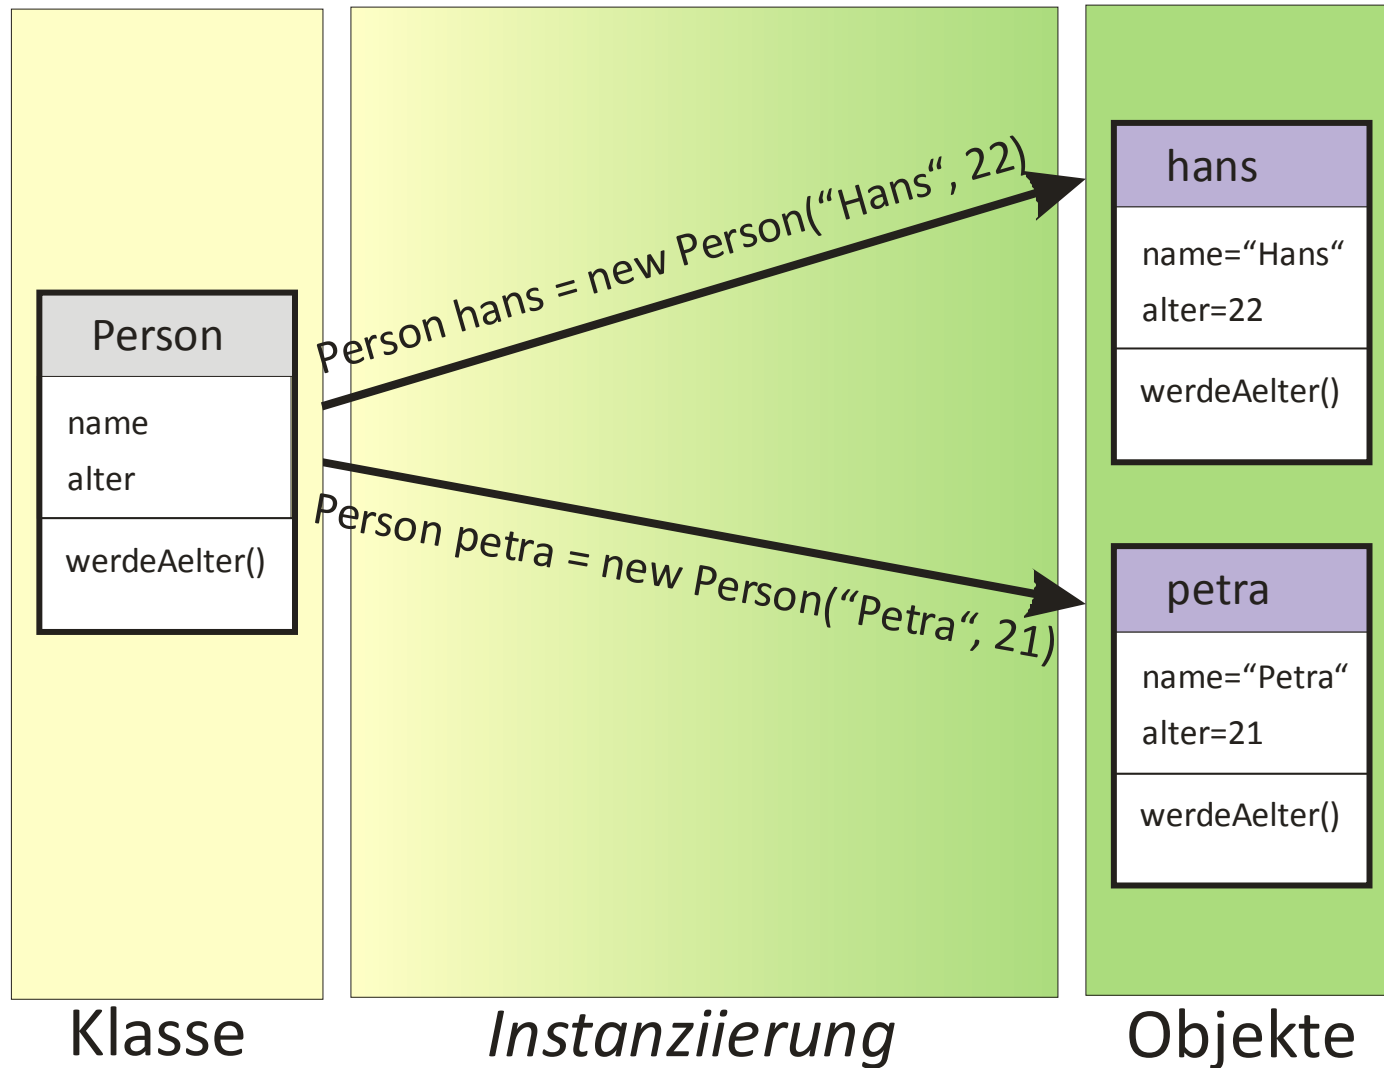 Person
name
alter
werdeAelter()
Person hans = new Person(“Hans“, 22)
Person petra = new Person(“Petra“, 21)
hans
name=“Hans“
alter=22
werdeAelter()
petra
name=“Petra“
alter=21
werdeAelter()
Klasse
Instanziierung
Objekte